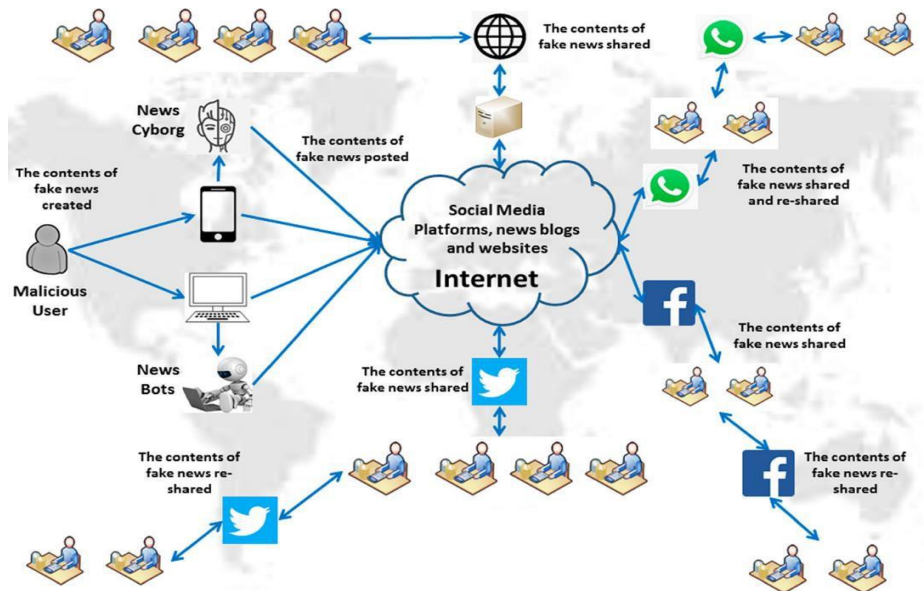 The contents of
fake news shared
News
Cyborg
The contents of
fake news posted
The contents of
fake news
created
Malicious
User
News
Bots
Social Media
Platforms, news blogs
and websites
Internet
The contents of
fake news shared
and re-shared
The contents of
fake news shared
The contents of
fake news shared
The contents of
fake news re-
shared
The contents of
fake news re-
shared